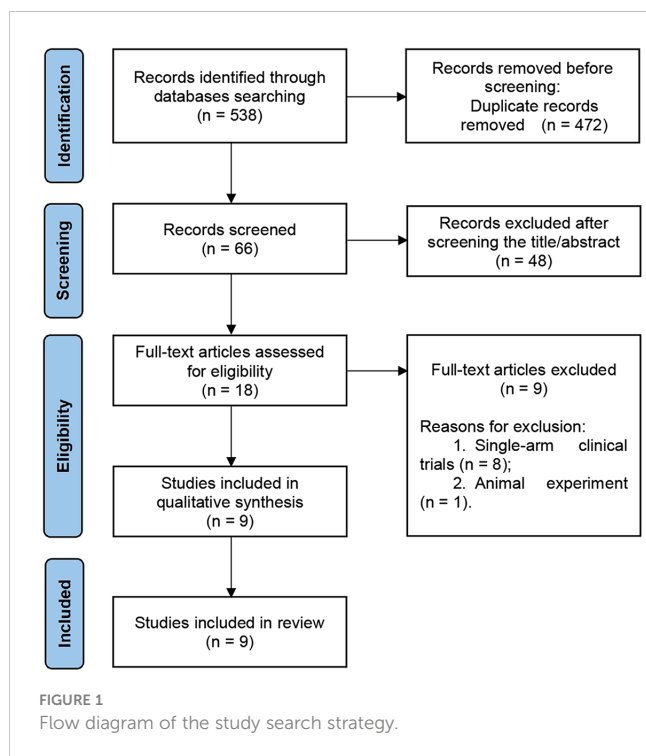 Identification
Records identified through
databases searching
(n = 538)
Records removed before
screening:
Duplicate records
removed (n = 472)
Screening
Records screened
(n = 66)
Records excluded after
screening the title/abstract
(n = 48)
Eligibility
Full-text articles assessed
for eligibility
(n = 18)
Full-text articles excluded
(n = 9)
Reasons for exclusion:
1. Single-arm clinical
trials (n = 8);
2. Animal experiment
(n = 1).
Studies included in
qualitative synthesis
(n = 9)
Included
Studies included in review
(n = 9)
FIGURE 1
Flow diagram of the study search strategy.